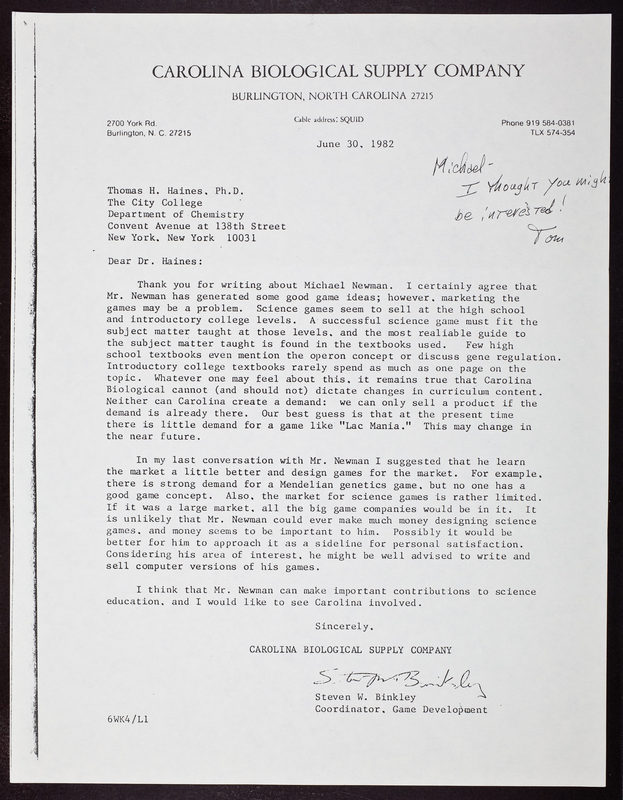 CAROLINA BIOLOGICAL SUPPLY COMPANY
BURLINGTON, NORTH CAROLINA 27215
2700 York Rd.
Burlington, N. C. 27215
Cable address: SQUID
Phone 919 584-0381
TLX 574-354
June 30, 1982
Michael -
I thought you migh
be interested!
Tom
Thomas H. Haines, Ph.D.
The City College
Department of Chemistry
Convent Avenue at 138th Street
New York, New York 10031
Dear Dr. Haines:
Thank you for writing about Michael Newman. I certainly agree that
Mr. Newman has generated some good game ideas; however, marketing the
games may be a problem. Science games seem to sell at the high school
and introductory college levels. A successful science game must fit the
subject matter taught at those levels, and the most realiable guide to
the subject matter taught is found in the textbooks used. Few high
school textbooks even mention the operon concept or discuss gene regulation.
Introductory college textbooks rarely spend as much as one page on the
topic. Whatever one may feel about this, it remains true that Carolina
Biological cannot (and should not) dictate changes in curriculum content.
Neither can Carolina create a demand: we can only sell a product if the
demand is already there. Our best guess is that at the present time
there is little demand for a game like "Lac Mania." This may change in
the near future.
In my last conversation with Mr. Newman I suggested that he learn
the market a little better and design games for the market. For example,
there is strong demand for a Mendelian genetics game, but no one has a
good game concept. Also, the market for science games is rather limited.
If it was a large market, all the big game companies would be in it. It
is unlikely that Mr. Newman could ever make much money designing science
games, and money seems to be important to him. Possibly it would be
better for him to approach it as a sideline for personal satisfaction.
Considering his area of interest, he might be well advised to write and
sell computer versions of his games.
I think that Mr. Newman can make important contributions to science
education, and I would like to see Carolina involved.
Sincerely,
CAROLINA BIOLOGICAL SUPPLY COMPANY
Steven W. Binkley
Steven W. Binkley
Coordinator, Game Development
6WK4/L1